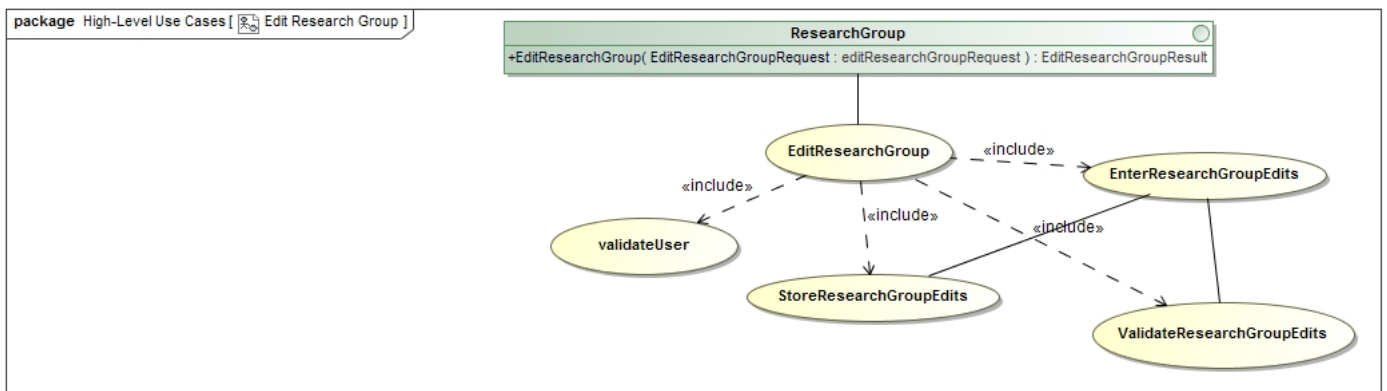 package High-Level Use Cases [ Edit Research Group ]
ResearchGroup
+EditResearchGroup( EditResearchGroupRequest : editResearchGroupRequest ) : EditResearchGroupResult
EditResearchGroup
«include»
EnterResearchGroupEdits
«include»
«include»
«include»
validateUser
StoreResearchGroupEdits
ValidateResearchGroupEdits